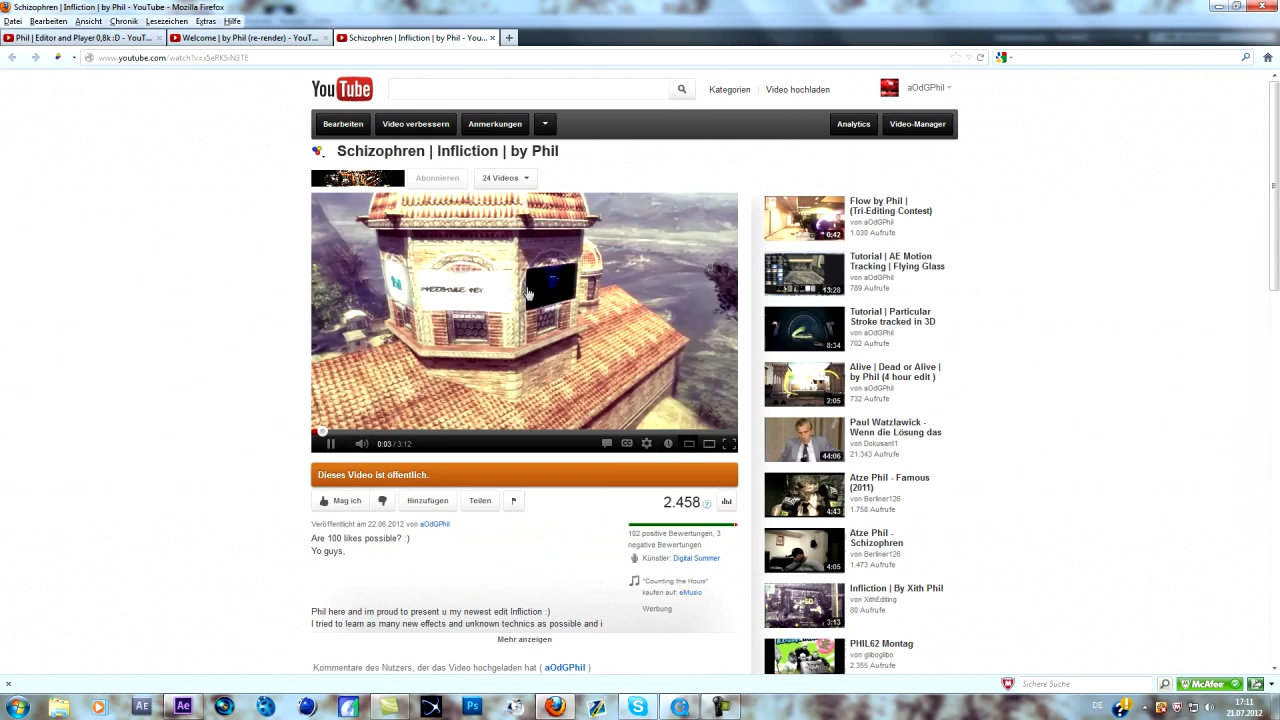 Schizophren | Infliction | by Phil - YouTube - Mozilla Firefox
Datei Bearbeiten Ansicht Chronik Lesezeichen Extras Hilfe
Phil | Editor and Player 0,8k :D - YouT...
Welcome | by Phil (re-render) - YouT...
Schizophren | Infliction | by Phil - You...
YouTube
Kategorien
Video hochladen
aOdGPhil
Bearbeiten
Video verbessern
Anmerkungen
Analytics
Video-Manager
Schizophren | Infliction | by Phil
Abonnieren
24 Videos
0:03 / 3:12
Dieses Video ist öffentlich.
Mag ich
Hinzufügen
Teilen
2.458
Veröffentlicht am 22.06.2012 von aOdGPhil
Are 100 likes possible? :)
Yo guys,
Phil here and im proud to present u my newest edit Infliction :)
I tried to learn as many new effects and unknown technics as possible and i
102 positive Bewertungen, 3
negative Bewertungen
Künstler: Digital Summer
"Counting the Hours"
kaufen auf: eMusic
Werbung
Mehr anzeigen
Kommentare des Nutzers, der das Video hochgeladen hat ( aOdGPhil )
Flow by Phil |
(Tri-Editing Contest)
von aOdGPhil
1.030 Aufrufe
0:42
Tutorial | AE Motion
Tracking | Flying Glass
von aOdGPhil
789 Aufrufe
13:28
Tutorial | Particular
Stroke tracked in 3D
von aOdGPhil
702 Aufrufe
8:34
Alive | Dead or Alive |
by Phil (4 hour edit )
von aOdGPhil
732 Aufrufe
2:05
Paul Watzlawick -
Wenn die Lösung das
von Dokusant1
21.343 Aufrufe
44:06
Atze Phil - Famous
(2011)
von Berliner126
1.758 Aufrufe
4:43
Atze Phil -
Schizophren
von Berliner126
1.473 Aufrufe
4:05
Infliction | By Xith Phil
von XithEditing
80 Aufrufe
3:13
PHIL62 Montag
von gliboglibo
2.355 Aufrufe
Sichere Suche
McAfee
Ae
Ae
Ps
DE
17:11
21.07.2012